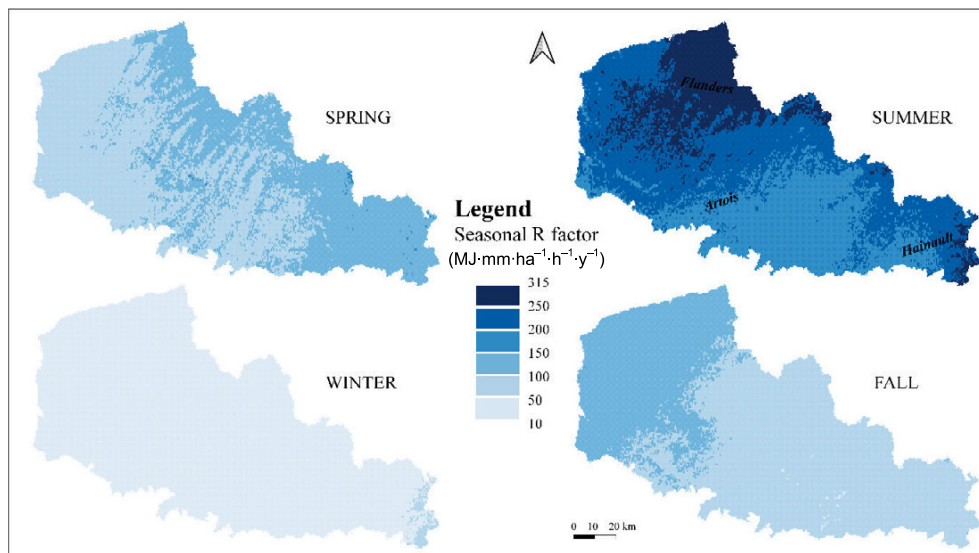 SPRING
Flanders
SUMMER
Artois
Hainault
Legend
Seasonal R factor
(MJ·mm·ha⁻¹·h⁻¹·y⁻¹)
315
250
200
150
100
50
10
WINTER
FALL
0 10 20 km